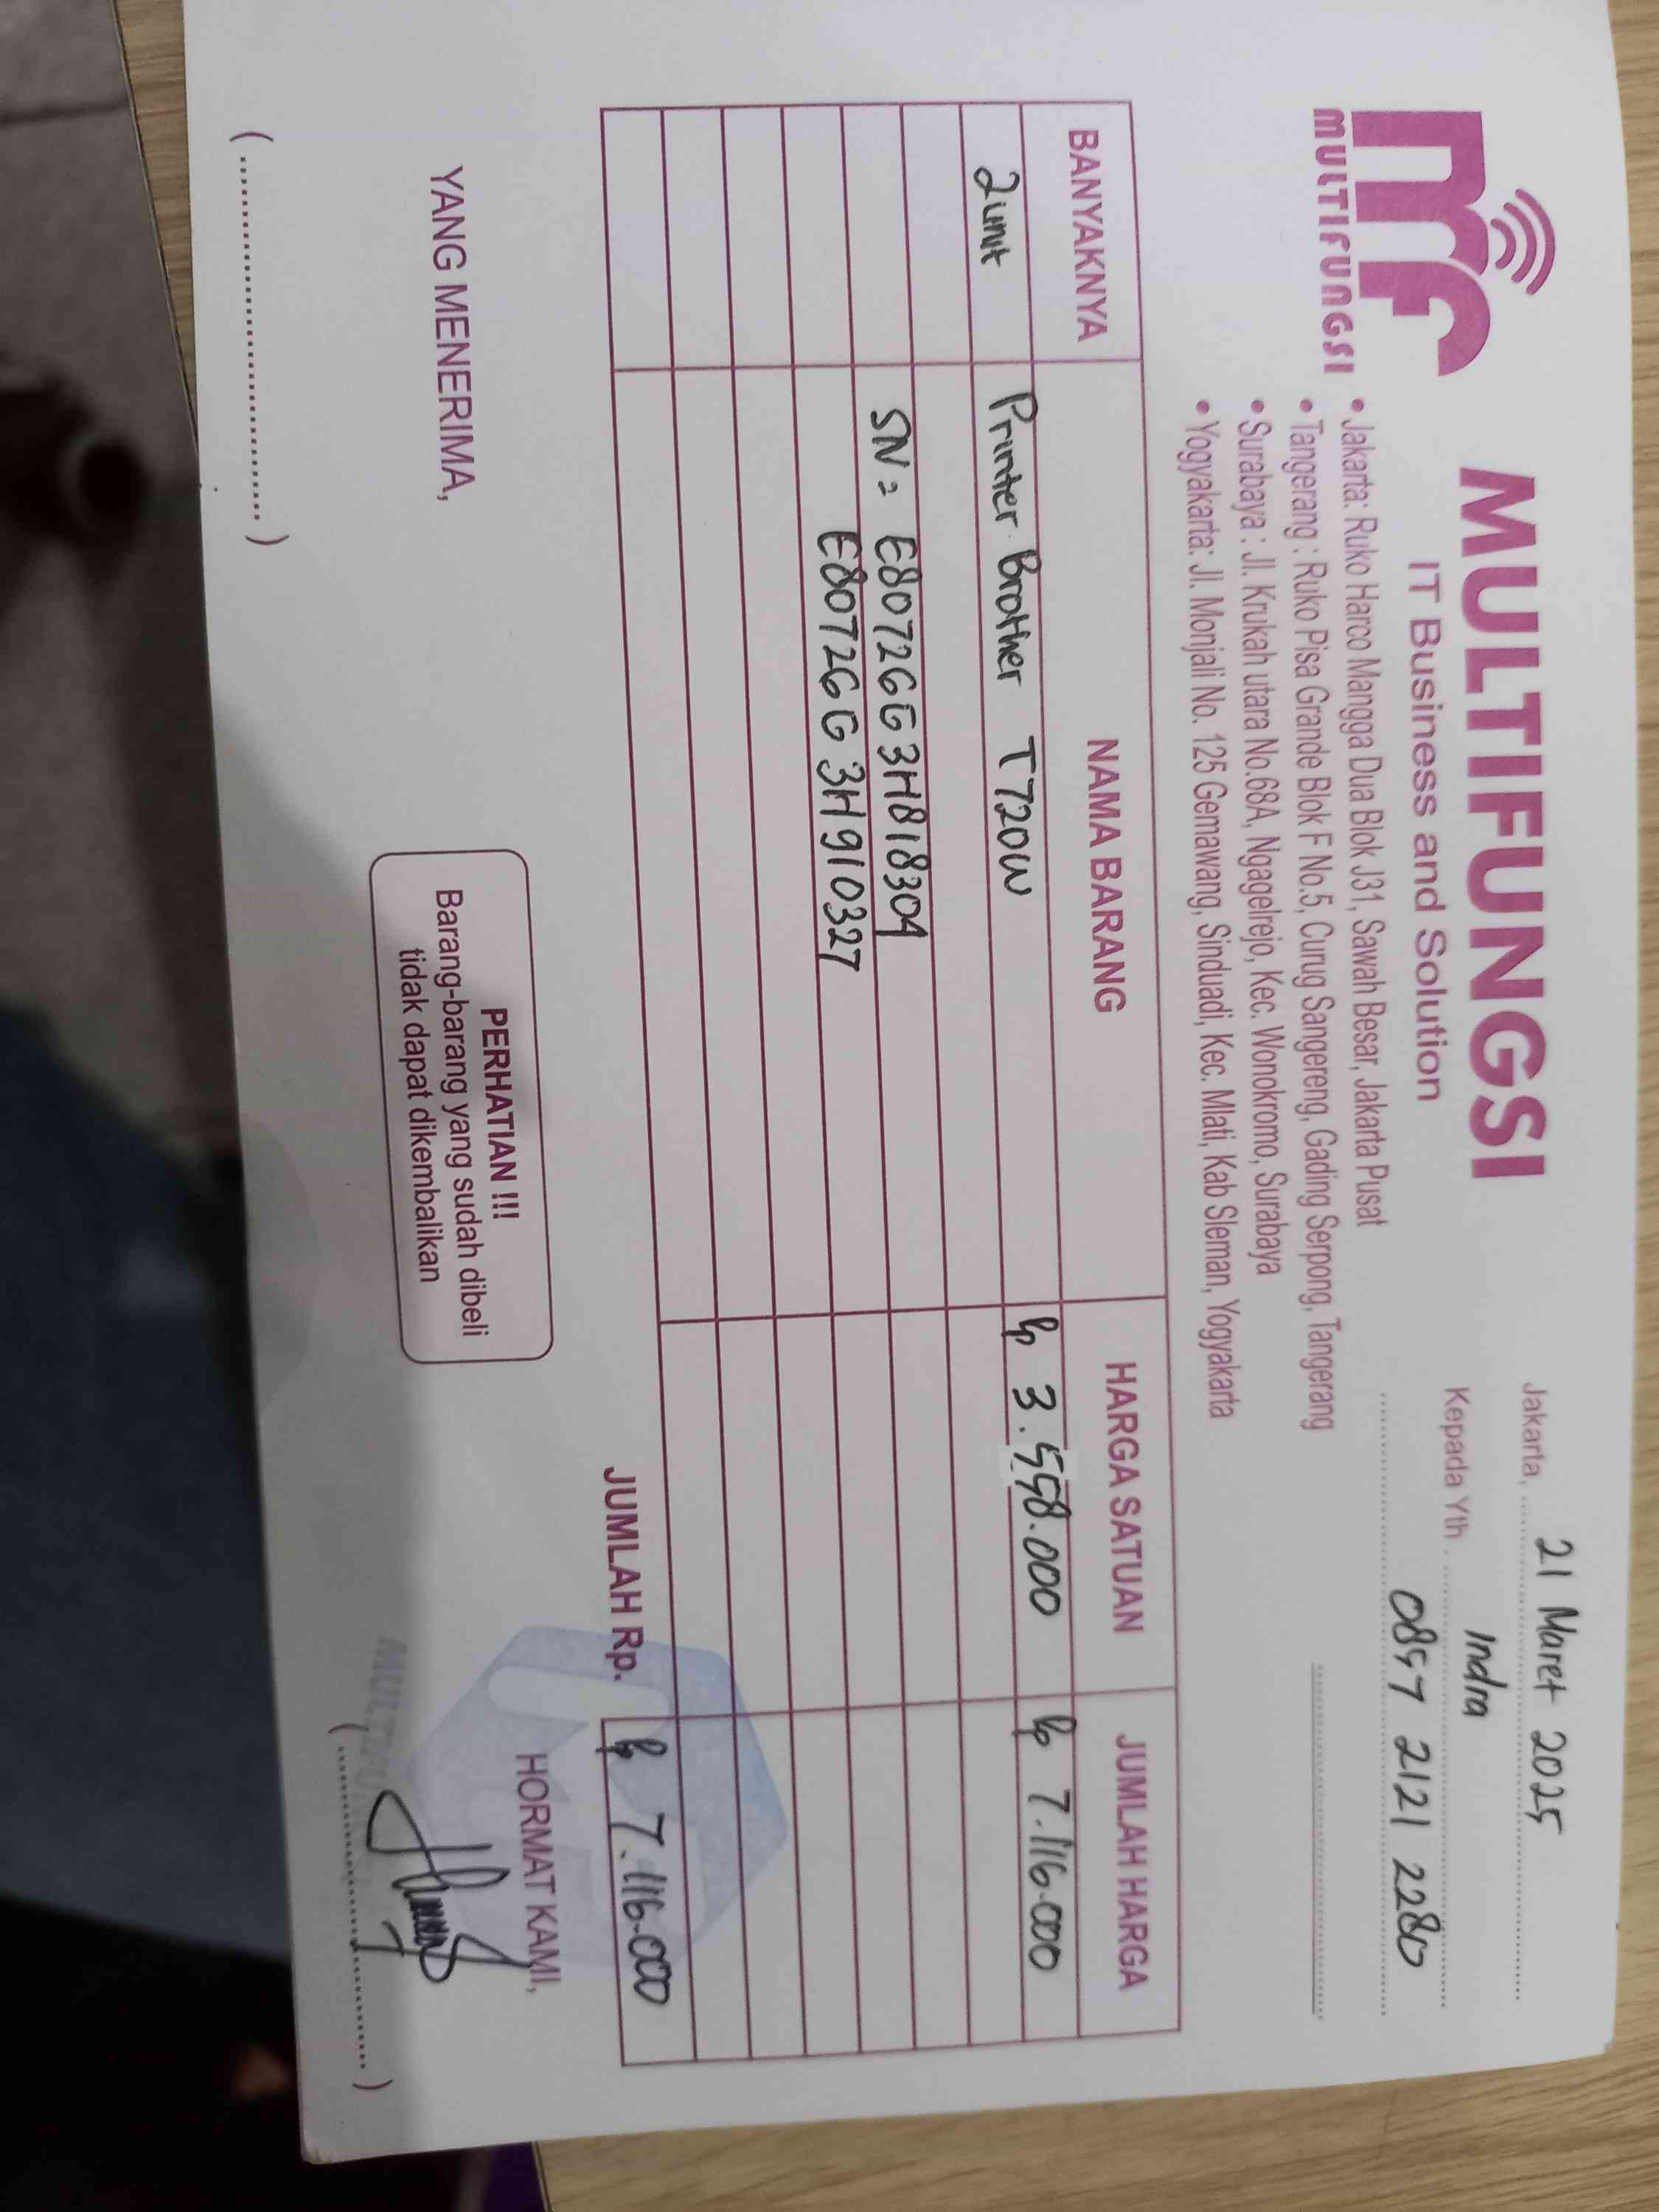 MULTIFUNGSI
MULTIFUNGSI
IT Business and Solution
• Jakarta: Ruko Harco Mangga Dua Blok J31, Sawah Besar, Jakarta Pusat
• Tangerang : Ruko Pisa Grande Blok F No.5, Curug Sangereng, Gading Serpong, Tangerang
• Surabaya : Jl. Krukah utara No.68A, Ngagelrejo, Kec. Wonokromo, Surabaya
• Yogyakarta: Jl. Monjali No. 125 Gemawang, Sinduadi, Kec. Mlati, Kab Sleman, Yogyakarta
Jakarta, 21 Maret 2025
Kepada Yth. Indra
0857 2121 2280
BANYAKNYA NAMA BARANG HARGA SATUAN JUMLAH HARGA
2 unit Printer Brother T720W Rp 3.558.000 Rp 7.116.000
SN = E80726G3H818304
E80726G3H910327
JUMLAH Rp. Rp 7.116.000
YANG MENERIMA,
PERHATIAN !!!
Barang-barang yang sudah dibeli
tidak dapat dikembalikan
HORMAT KAMI,